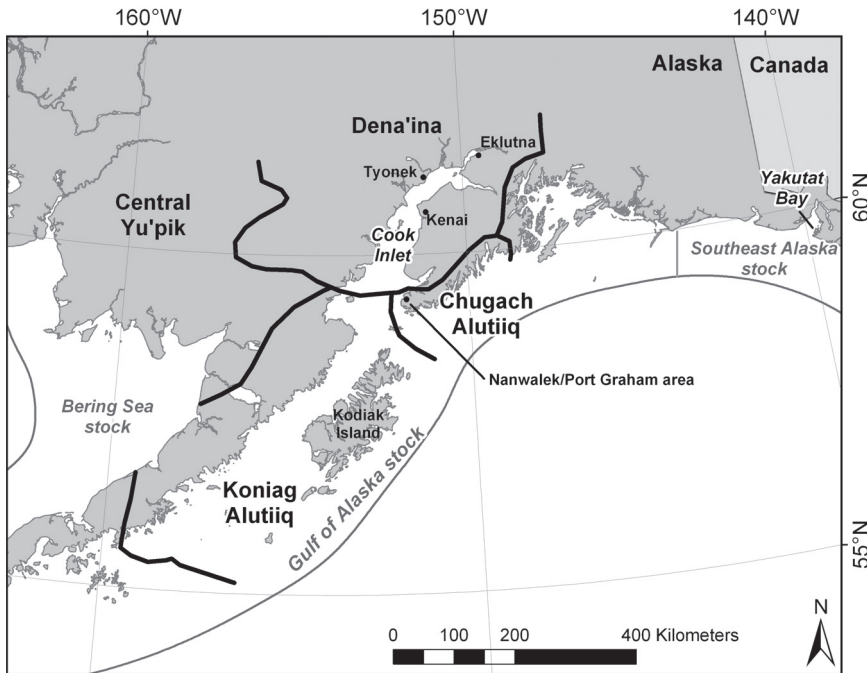 160°W
150°W
140°W
Alaska
Canada
Dena'ina
Eklutna
Tyonek
Yakutat
Bay
60°N
Central
Yu'pik
Kenai
Cook
Inlet
Southeast Alaska
stock
Chugach
Alutiiq
Nanwalek/Port Graham area
Bering Sea
stock
Kodiak
Island
Koniag
Alutiiq
Gulf of Alaska stock
55°N
N
0
100
200
400 Kilometers